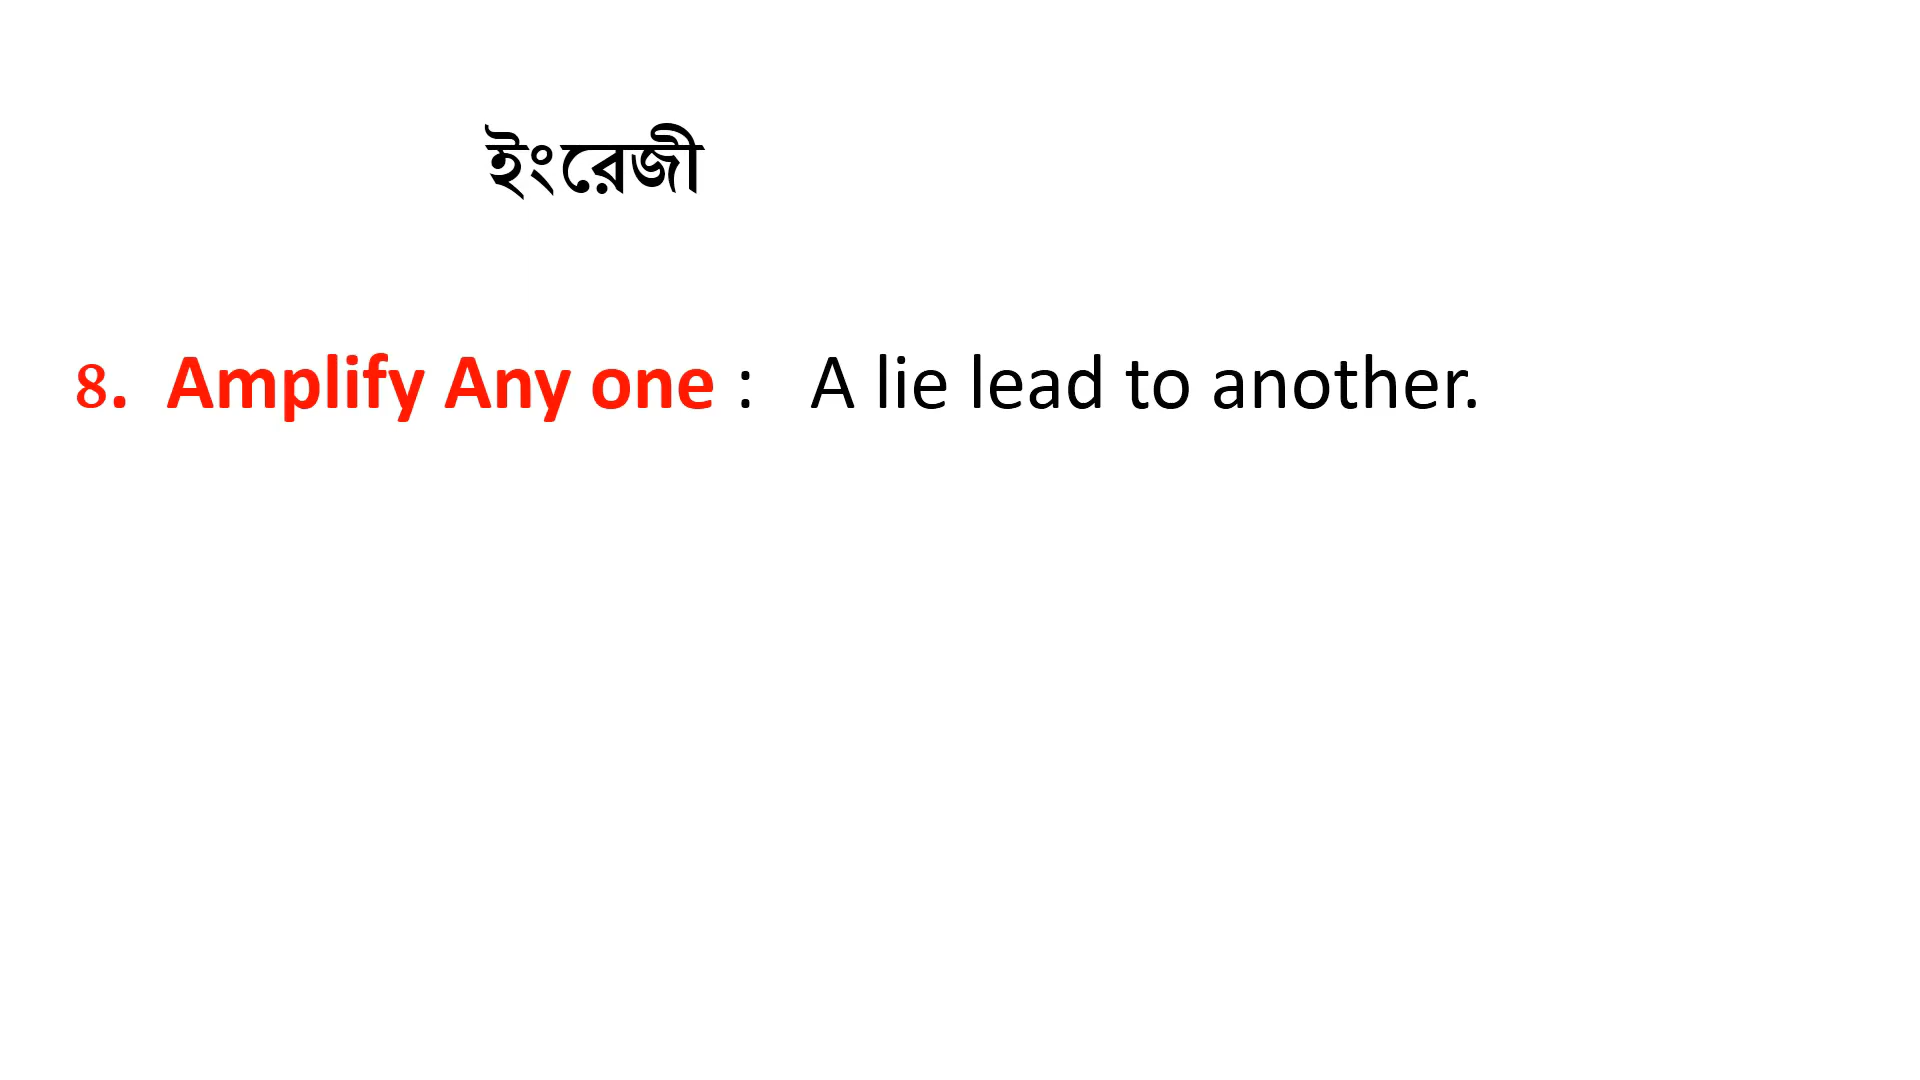 ইংরেজী
8. Amplify Any one : A lie lead to another.